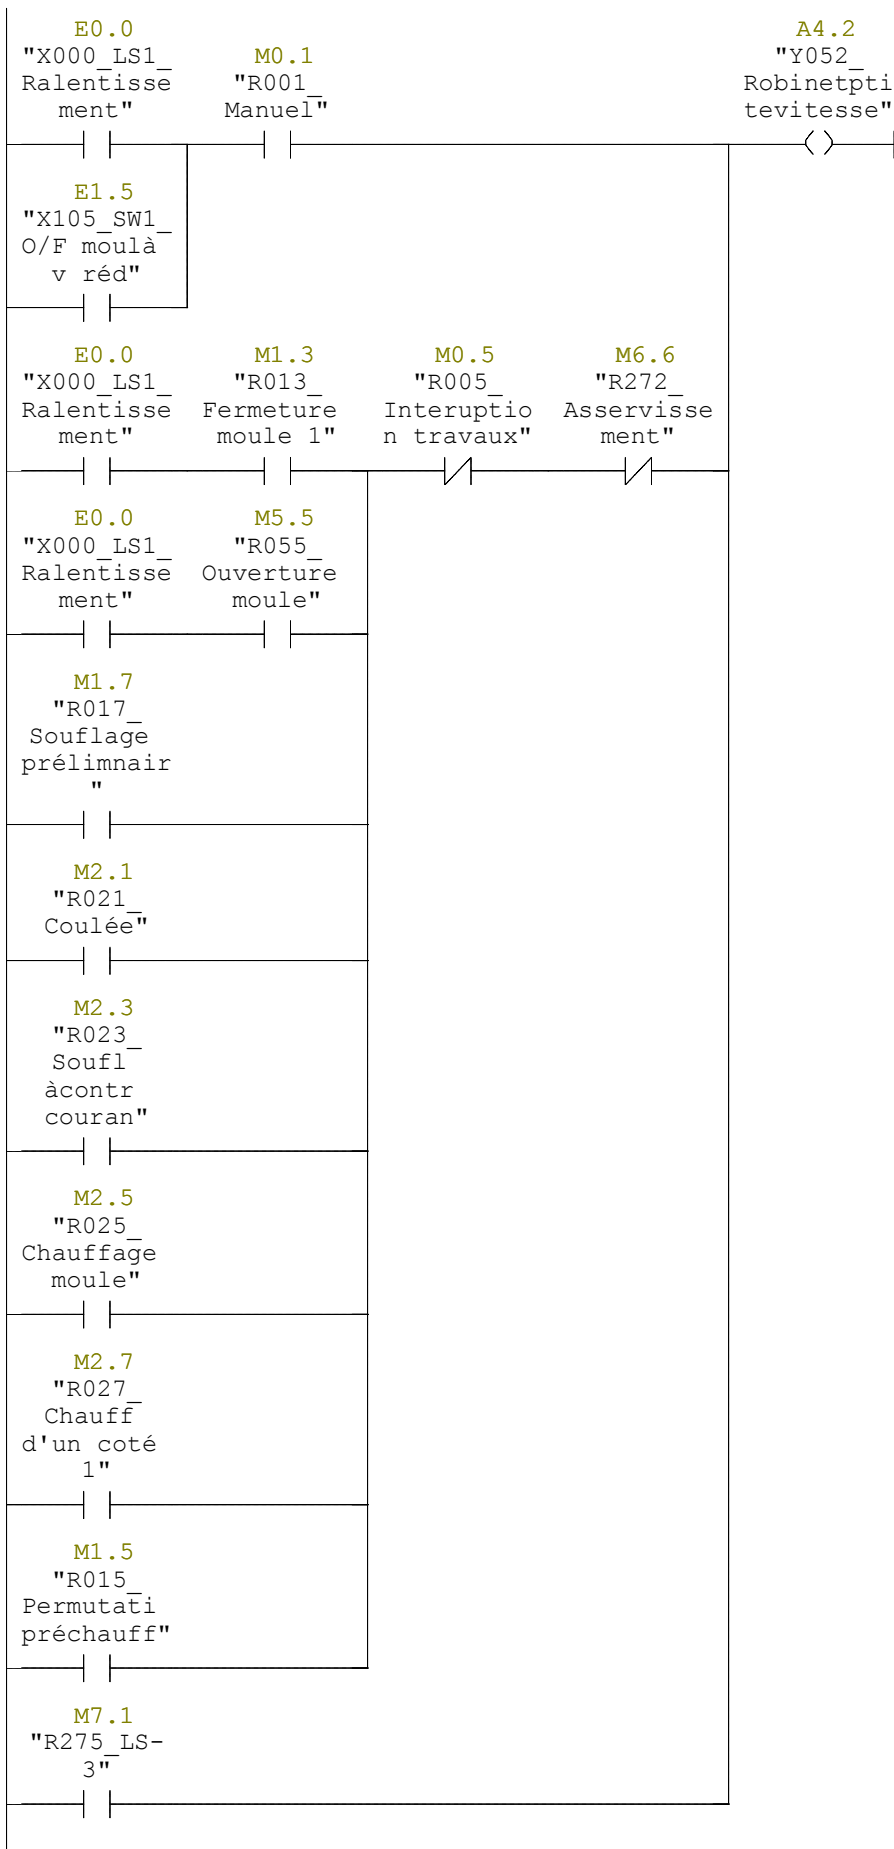 E0.0
"X000_LS1_
Ralentisse
ment"
M0.1
"R001_
Manuel"
A4.2
"Y052_
Robinetpti
tevitesse"
E1.5
"X105_SW1_
O/F moulà
v réd"
E0.0
"X000_LS1_
Ralentisse
ment"
M1.3
"R013_
Fermeture
moule 1"
M0.5
"R005_
Interuptio
n travaux"
M6.6
"R272_
Asservisse
ment"
E0.0
"X000_LS1_
Ralentisse
ment"
M5.5
"R055_
Ouverture
moule"
M1.7
"R017_
Souflage
prélimnair
"
M2.1
"R021_
Coulée"
M2.3
"R023_
Soufl
àcontr
couran"
M2.5
"R025_
Chauffage
moule"
M2.7
"R027_
Chauff
d'un coté
1"
M1.5
"R015_
Permutati
préchauff"
M7.1
"R275_LS-
3"